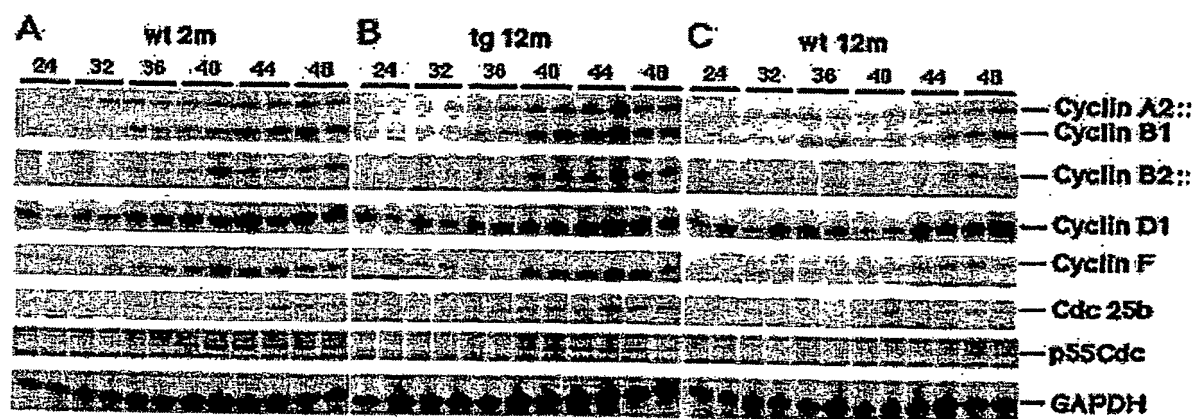 A wt 2m B tg 12m C wt 12m
24 32 36 40 44 48 24 32 36 40 44 48 24 32 36 40 44 48
Cyclin A2::
Cyclin B1
Cyclin B2::
Cyclin D1
Cyclin F
Cdc 25b
p55Cdc
GAPDH